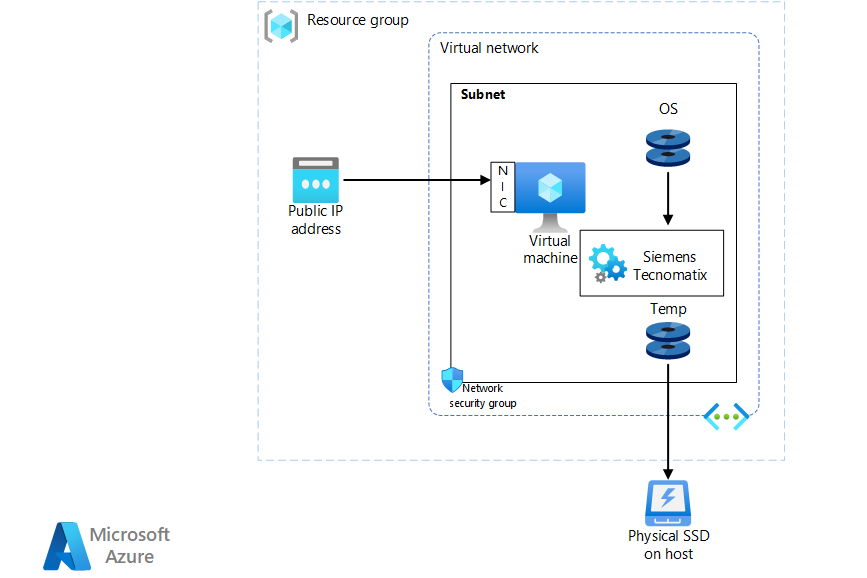 Resource group
Virtual network
Subnet
OS
N
I
C
Public IP
address
Virtual
machine
Siemens
Tecnomatix
Temp
Network
security group
Physical SSD
on host
Microsoft
Azure